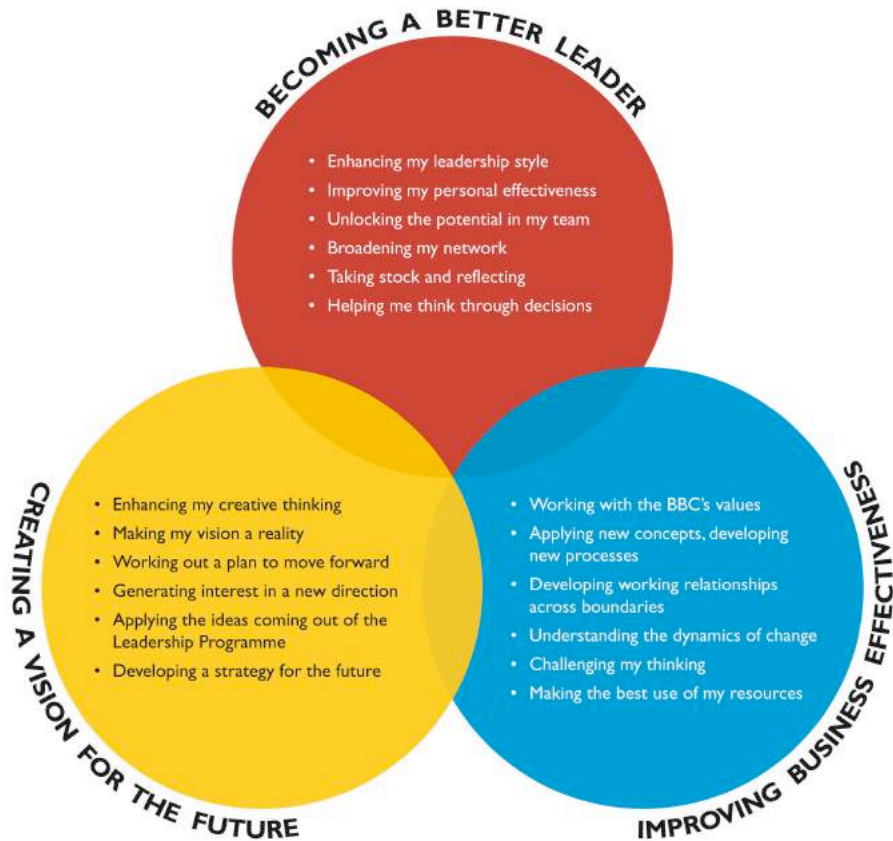 BECOMING A BETTER LEADER
• Enhancing my leadership style
• Improving my personal effectiveness
• Unlocking the potential in my team
• Broadening my network
• Taking stock and reflecting
• Helping me think through decisions
CREATING A VISION FOR THE FUTURE
• Enhancing my creative thinking
• Making my vision a reality
• Working out a plan to move forward
• Generating interest in a new direction
• Applying the ideas coming out of the
Leadership Programme
• Developing a strategy for the future
IMPROVING BUSINESS EFFECTIVENESS
• Working with the BBC's values
• Applying new concepts, developing
new processes
• Developing working relationships
across boundaries
• Understanding the dynamics of change
• Challenging my thinking
• Making the best use of my resources